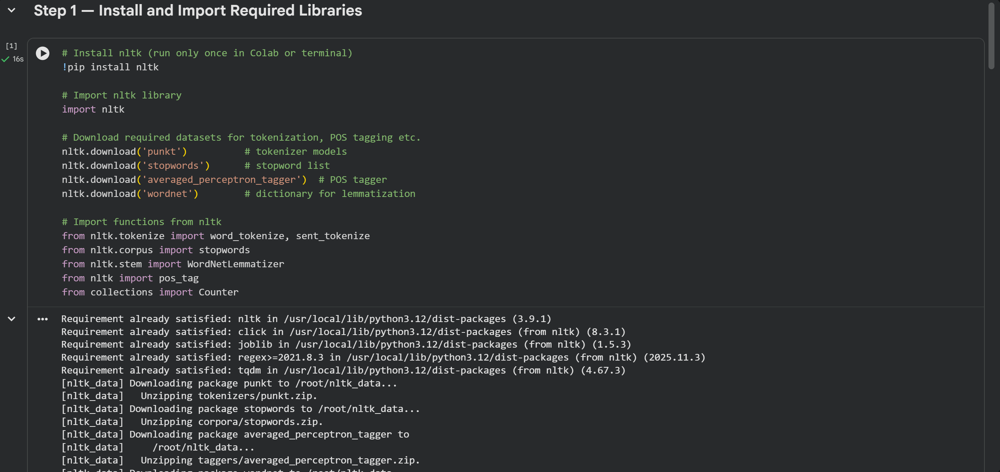 Step 1 — Install and Import Required Libraries
[1]
16s
# Install nltk (run only once in Colab or terminal)
!pip install nltk
# Import nltk library
import nltk
# Download required datasets for tokenization, POS tagging etc.
nltk.download('punkt')          # tokenizer models
nltk.download('stopwords')      # stopword list
nltk.download('averaged_perceptron_tagger')  # POS tagger
nltk.download('wordnet')        # dictionary for lemmatization
# Import functions from nltk
from nltk.tokenize import word_tokenize, sent_tokenize
from nltk.corpus import stopwords
from nltk.stem import WordNetLemmatizer
from nltk import pos_tag
from collections import Counter
Requirement already satisfied: nltk in /usr/local/lib/python3.12/dist-packages (3.9.1)
Requirement already satisfied: click in /usr/local/lib/python3.12/dist-packages (from nltk) (8.3.1)
Requirement already satisfied: joblib in /usr/local/lib/python3.12/dist-packages (from nltk) (1.5.3)
Requirement already satisfied: regex>=2021.8.3 in /usr/local/lib/python3.12/dist-packages (from nltk) (2025.11.3)
Requirement already satisfied: tqdm in /usr/local/lib/python3.12/dist-packages (from nltk) (4.67.3)
[nltk_data] Downloading package punkt to /root/nltk_data...
[nltk_data]   Unzipping tokenizers/punkt.zip.
[nltk_data] Downloading package stopwords to /root/nltk_data...
[nltk_data]   Unzipping corpora/stopwords.zip.
[nltk_data] Downloading package averaged_perceptron_tagger to
[nltk_data]     /root/nltk_data...
[nltk_data]   Unzipping taggers/averaged_perceptron_tagger.zip.
[nltk_data] Downloading package wordnet to /root/nltk_data...